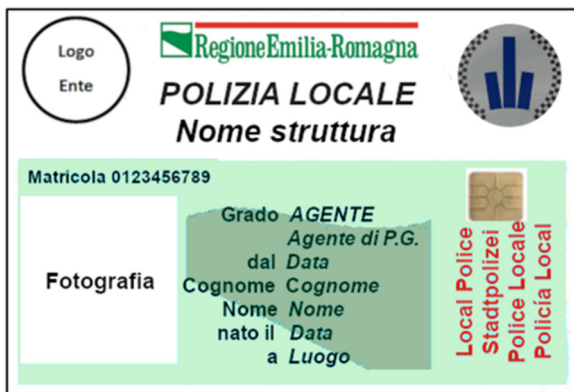 Logo
Ente
RegioneEmilia-Romagna
POLIZIA LOCALE
Nome struttura
Matricola 0123456789
Fotografia
Grado AGENTE
Agente di P.G.
dal Data
Cognome Cognome
Nome Nome
nato il Data
a Luogo
Local Police
Stadtpolizei
Police Locale
Policía Local